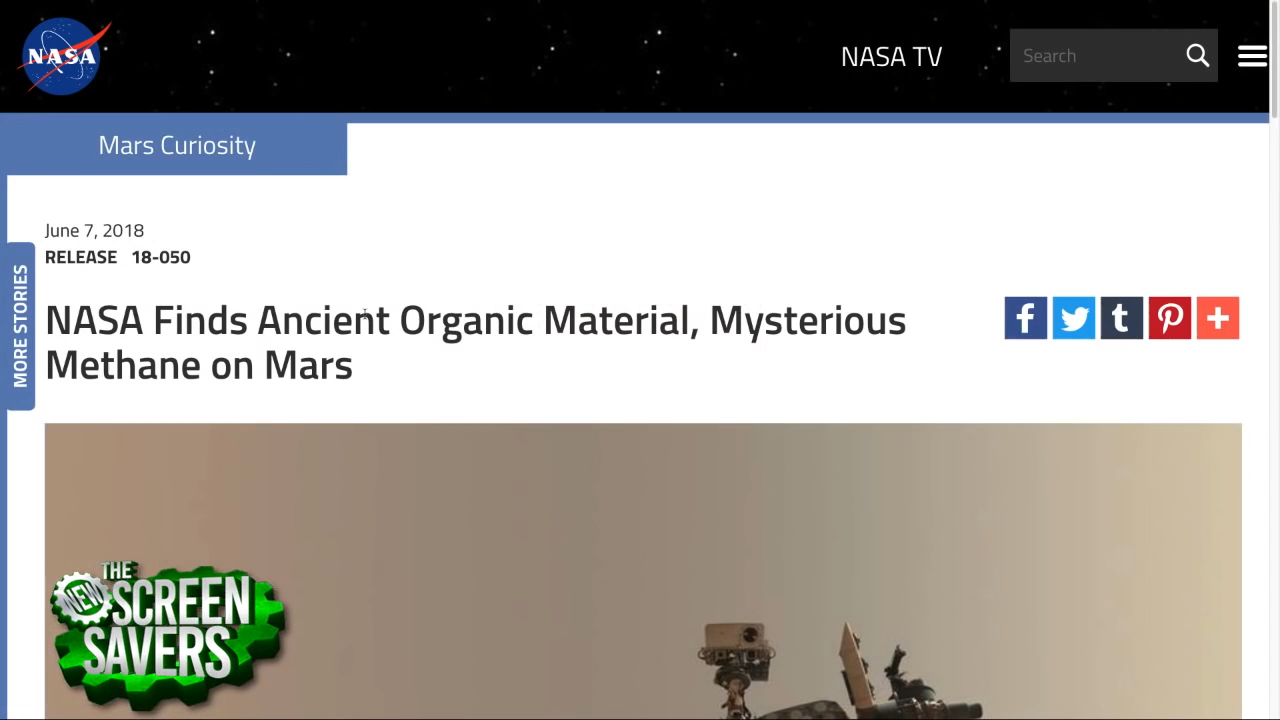 NASA
NASA TV
Search
Mars Curiosity
June 7, 2018
RELEASE 18-050
MORE STORIES
NASA Finds Ancient Organic Material, Mysterious
Methane on Mars
f
t
THE
NEW
SCREEN
SAVERS